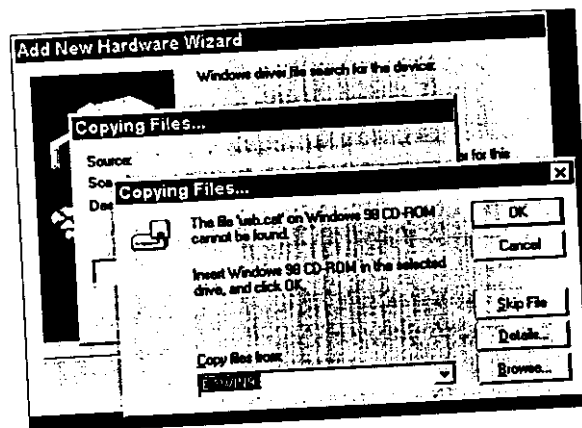 Add New Hardware Wizard
Windows driver file search for the device:
Copying Files...
Source:
for this
Copying Files...
The file 'usb.cat' on Windows 98 CD-ROM
cannot be found.
Insert Windows 98 CD-ROM in the selected
drive, and click OK.
OK
Cancel
Skip File
Details...
Browse...
Copy files from: